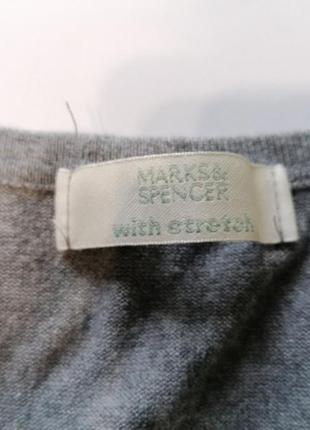 MARKS&
SPENCER
with stretch